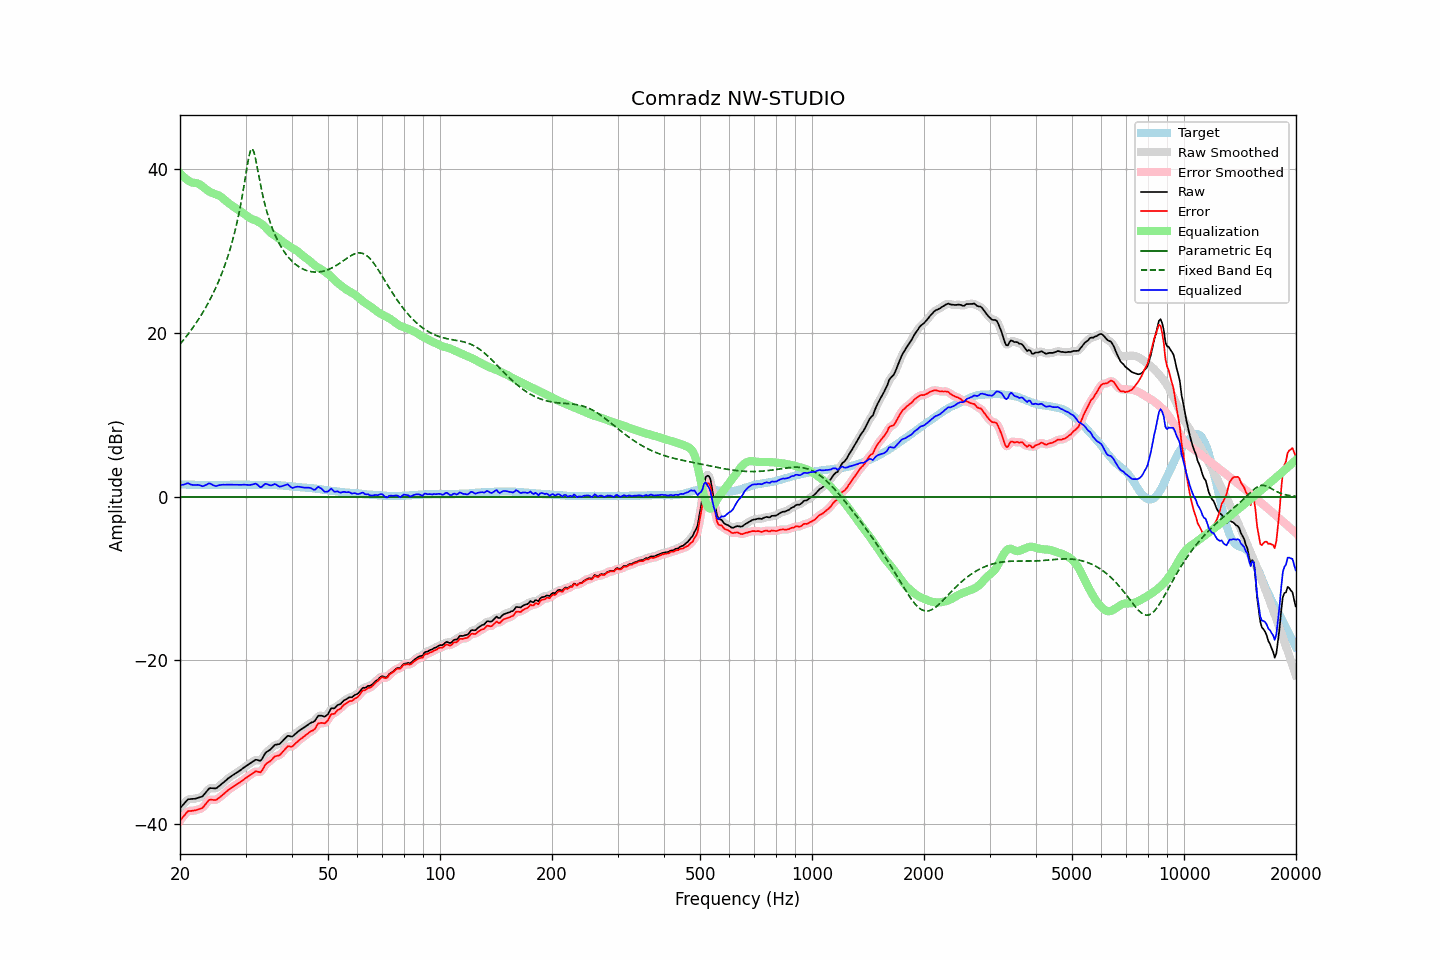 Comradz NW-STUDIO
Target
Raw Smoothed
Error Smoothed
Raw
Error
Equalization
Parametric Eq
Fixed Band Eq
Equalized
40
20
0
−20
−40
Amplitude (dBr)
20
50
100
200
500
1000
2000
5000
10000
20000
Frequency (Hz)